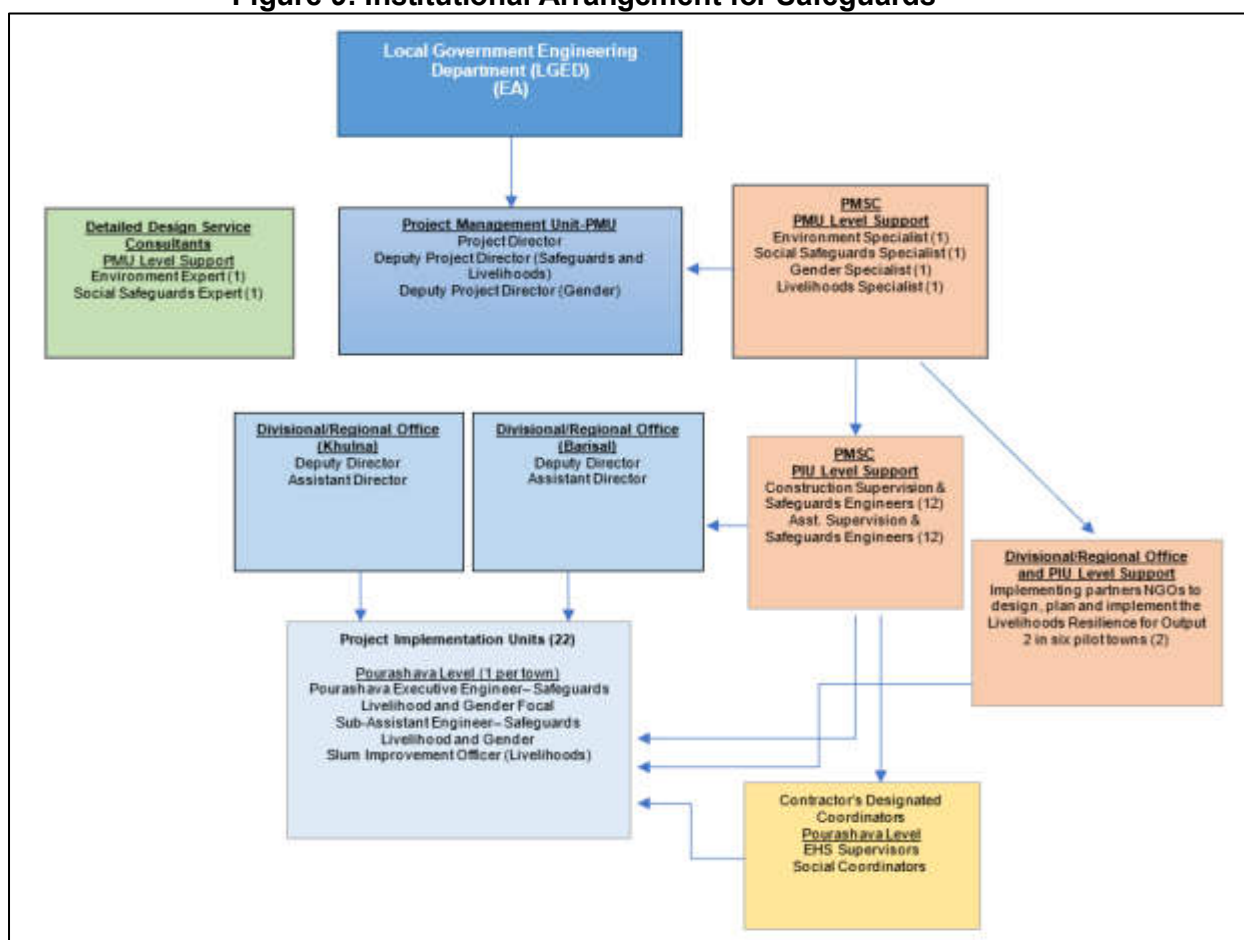 Figure 9: Institutional Arrangement for Safeguards
Local Government Engineering
Department (LGED)
(EA)
Detailed Design Service
Consultants
PMU Level Support
Environment Expert (1)
Social Safeguards Expert (1)
Project Management Unit-PMU
Project Director
Deputy Project Director (Safeguards and
Livelihoods)
Deputy Project Director (Gender)
PMSC
PMU Level Support
Environment Specialist (1)
Social Safeguards Specialist (1)
Gender Specialist (1)
Livelihoods Specialist (1)
Divisional/Regional Office
(Khulna)
Deputy Director
Assistant Director
Divisional/Regional Office
(Barisal)
Deputy Director
Assistant Director
PMSC
PIU Level Support
Construction Supervision &
Safeguards Engineers (12)
Asst. Supervision &
Safeguards Engineers (12)
Divisional/Regional Office
and PIU Level Support
Implementing partners NGOs to
design, plan and implement the
Livelihoods Resilience for Output
2 in six pilot towns (2)
Project Implementation Units (22)
Pourashava Level (1 per town)
Pourashava Executive Engineer– Safeguards
Livelihood and Gender Focal
Sub-Assistant Engineer– Safeguards
Livelihood and Gender
Slum Improvement Officer (Livelihoods)
Contractor's Designated
Coordinators
Pourashava Level
EHS Supervisors
Social Coordinators